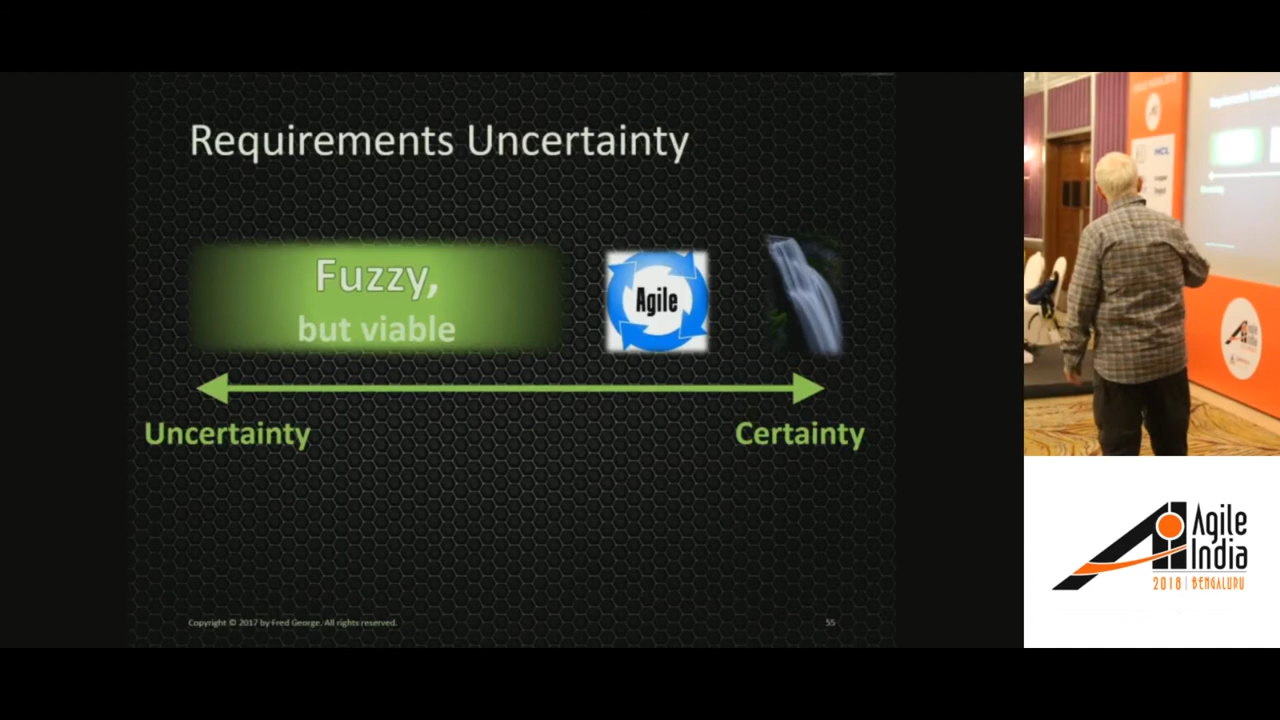 Requirements Uncertainty
Fuzzy,
but viable
Agile
Uncertainty
Certainty
Copyright © 2017 by Fred George. All rights reserved.
55
HCL
Agile
India
2018 | BENGALURU